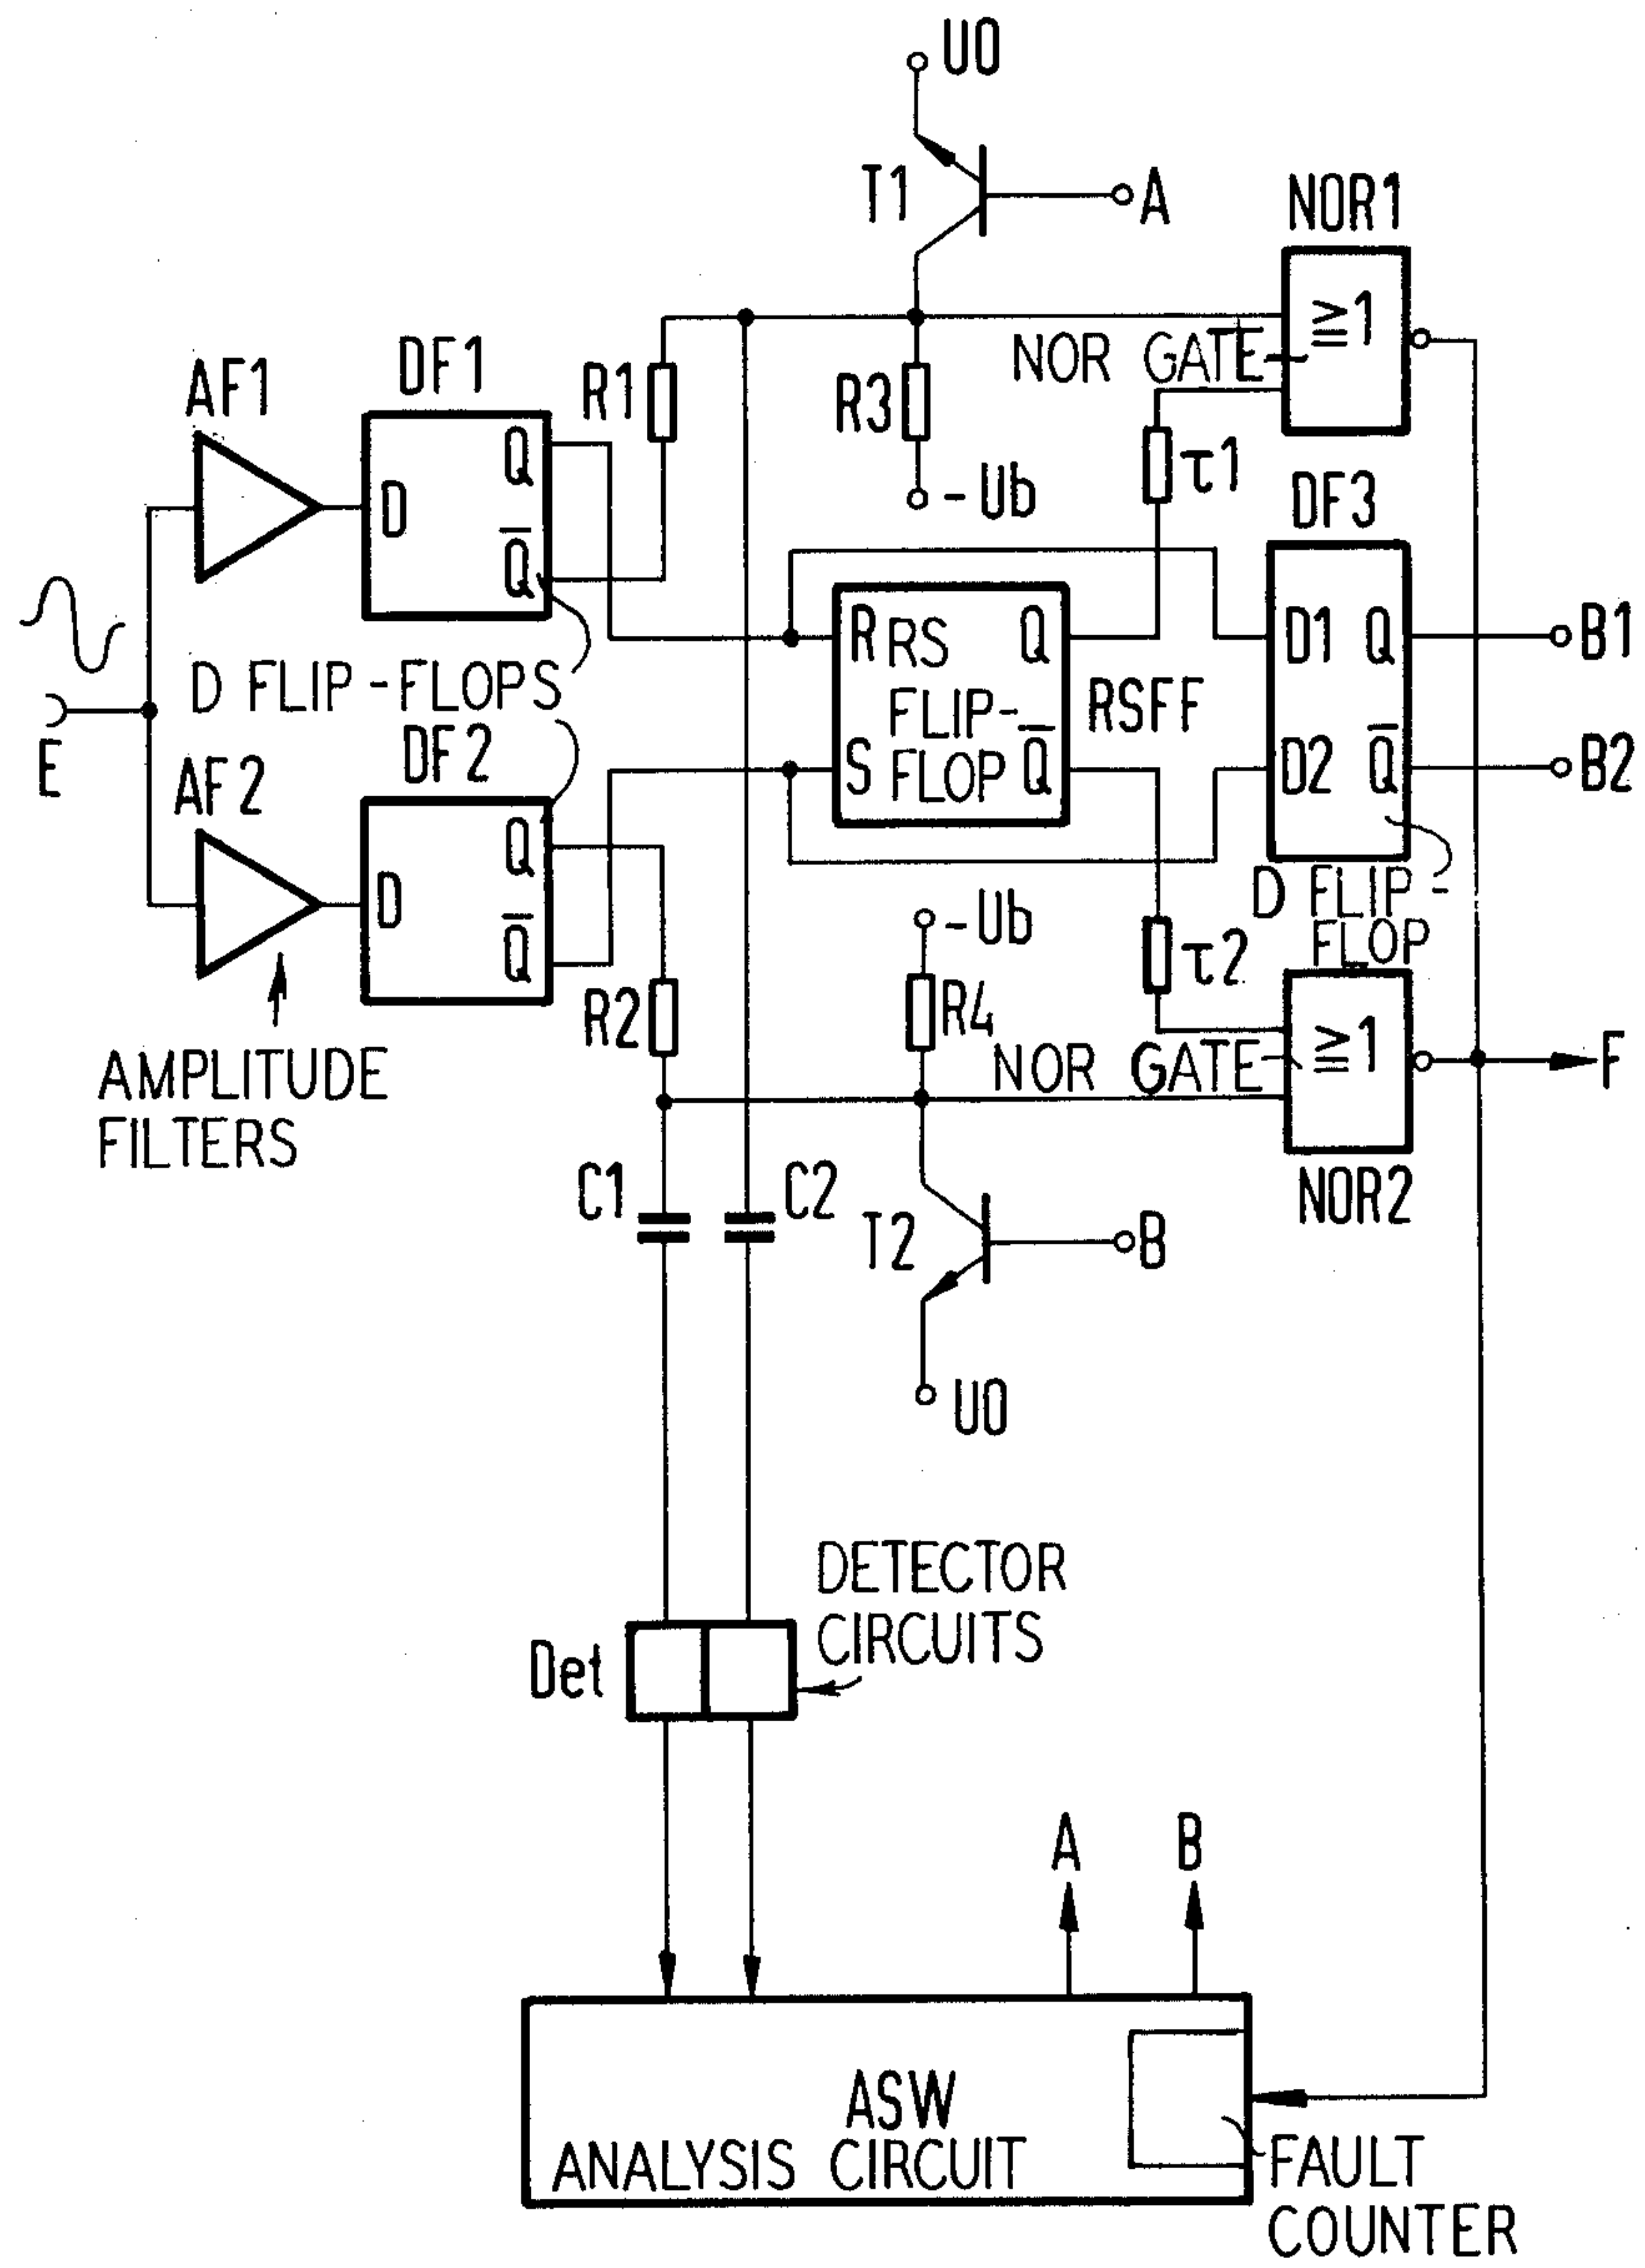 U0
T1
A
NOR1
≧1
NOR GATE
AF1
DF1
R1
R3
τ1
Q
D
Q̅
-Ub
DF3
D FLIP-FLOPS
R RS Q
FLIP-
S FLOP Q̅
RSFF
D1 Q
D2 Q̅
B1
B2
E
AF2
DF2
Q
D
Q̅
-Ub
τ2
D FLIP-
FLOP
R2
R4
AMPLITUDE
FILTERS
NOR GATE
≧1
F
NOR2
C1
C2
T2
B
U0
DETECTOR
CIRCUITS
Det
A
B
ASW
ANALYSIS CIRCUIT
FAULT
COUNTER